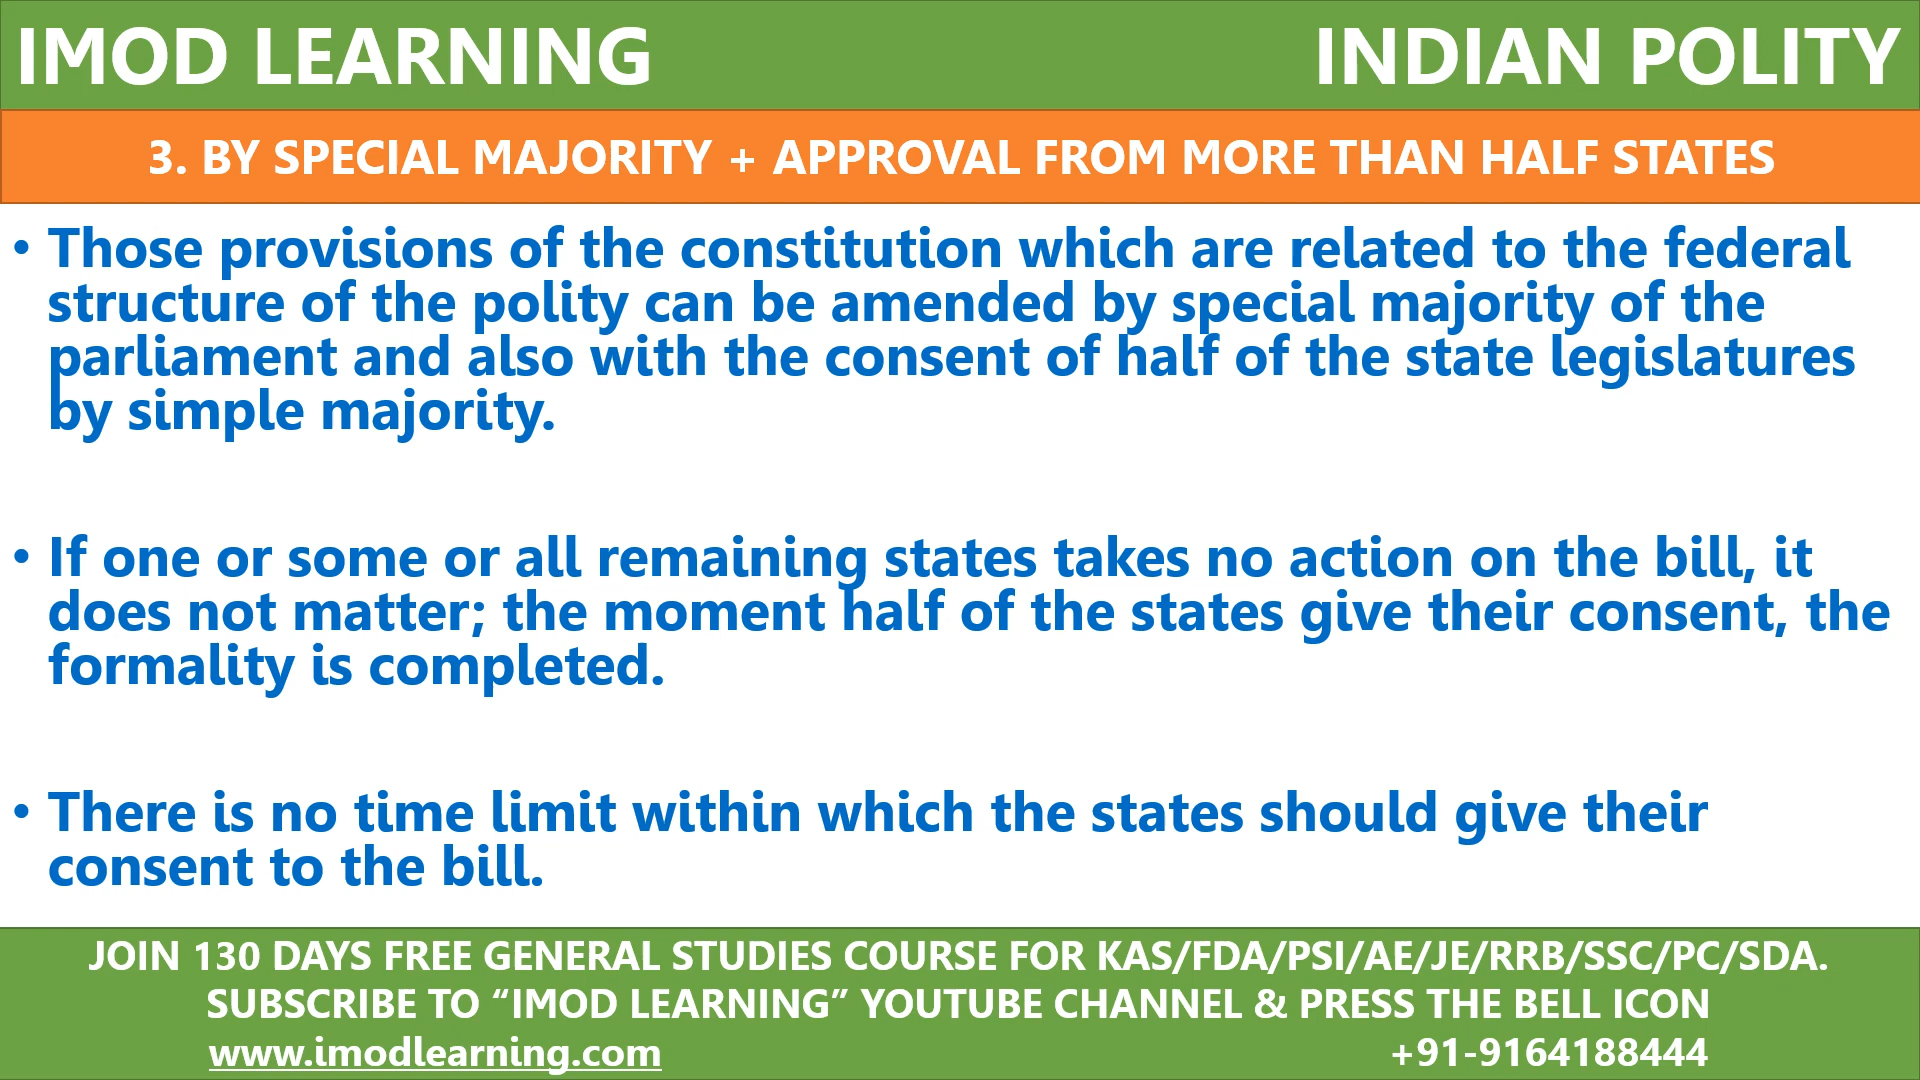 IMOD LEARNING INDIAN POLITY
3. BY SPECIAL MAJORITY + APPROVAL FROM MORE THAN HALF STATES
• Those provisions of the constitution which are related to the federal
structure of the polity can be amended by special majority of the
parliament and also with the consent of half of the state legislatures
by simple majority.
• If one or some or all remaining states takes no action on the bill, it
does not matter; the moment half of the states give their consent, the
formality is completed.
• There is no time limit within which the states should give their
consent to the bill.
JOIN 130 DAYS FREE GENERAL STUDIES COURSE FOR KAS/FDA/PSI/AE/JE/RRB/SSC/PC/SDA.
SUBSCRIBE TO “IMOD LEARNING” YOUTUBE CHANNEL & PRESS THE BELL ICON
www.imodlearning.com +91-9164188444